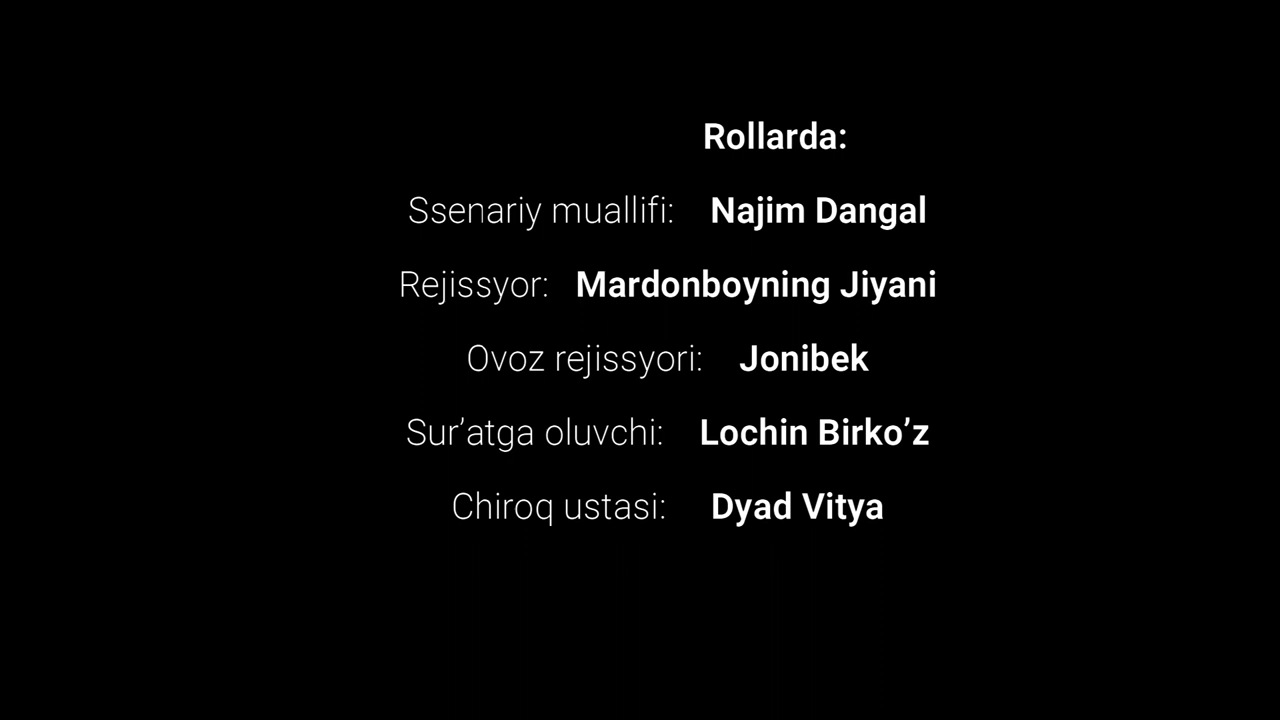 Rollarda:
Ssenariy muallifi: Najim Dangal
Rejissyor: Mardonboyning Jiyani
Ovoz rejissyori: Jonibek
Sur’atga oluvchi: Lochin Birko’z
Chiroq ustasi: Dyad Vitya